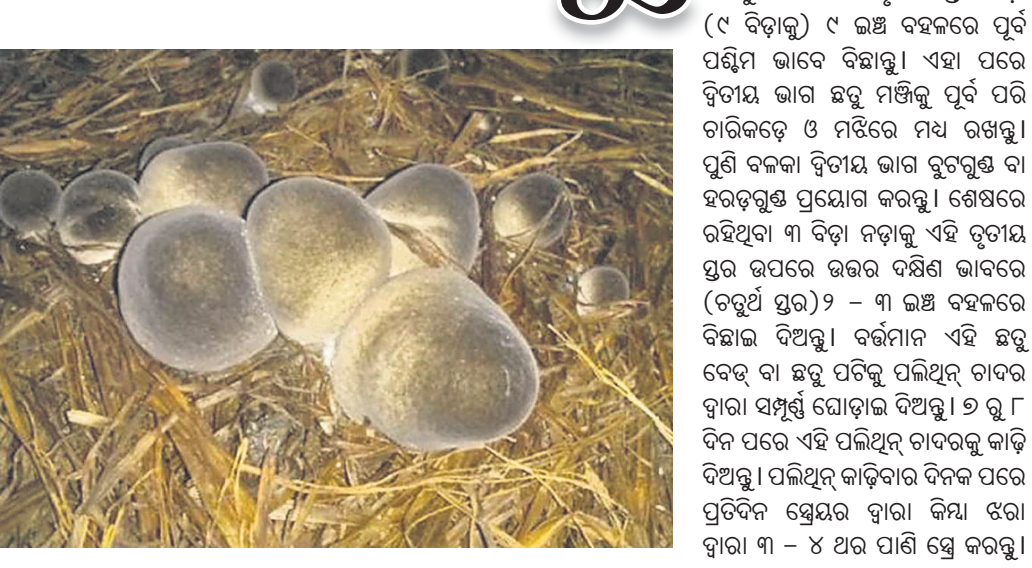 (୯ ବିଡ଼ାକୁ) ୯ ଇଞ୍ଚ ବହଳରେ ପୂର୍ବ
ପଶ୍ଚିମ ଭାବେ ବିଛାନ୍ତୁ। ଏହା ପରେ
ଦ୍ୱିତୀୟ ଭାଗ ଛତୁ ମଞ୍ଜିକୁ ପୂର୍ବ ପରି
ଚାରିକଡ଼େ ଓ ମଝିରେ ମଧ୍ୟ ରଖନ୍ତୁ।
ପୁଣି ବଳକା ଦ୍ୱିତୀୟ ଭାଗ ବୁଟଗୁଣ୍ଡ ବା
ହରଡ଼ଗୁଣ୍ଡ ପ୍ରୟୋଗ କରନ୍ତୁ। ଶେଷରେ
ରହିଥିବା ୩ ବିଡ଼ା ନଡ଼ାକୁ ଏହି ତୃତୀୟ
ସ୍ତର ଉପରେ ଉତ୍ତର ଦକ୍ଷିଣ ଭାବରେ
(ଚତୁର୍ଥ ସ୍ତର)୨ – ୩ ଇଞ୍ଚ ବହଳରେ
ବିଛାଇ ଦିଅନ୍ତୁ। ବର୍ତ୍ତମାନ ଏହି ଛତୁ
ବେଡ୍ ବା ଛତୁ ପଟିକୁ ପଲିଥିନ୍ ଚାଦର
ଦ୍ୱାରା ସମ୍ପୂର୍ଣ୍ଣ ଘୋଡ଼ାଇ ଦିଅନ୍ତୁ। ୭ ରୁ ୮
ଦିନ ପରେ ଏହି ପଲିଥିନ୍ ଚାଦରକୁ କାଢ଼ି
ଦିଅନ୍ତୁ। ପଲିଥିନ୍ କାଢ଼ିବାର ଦିନକ ପରେ
ପ୍ରତିଦିନ ସ୍ପ୍ରେୟର ଦ୍ୱାରା କିମ୍ବା ଝରା
ଦ୍ୱାରା ୩ – ୪ ଥର ପାଣି ସ୍ପ୍ରେ କରନ୍ତୁ।